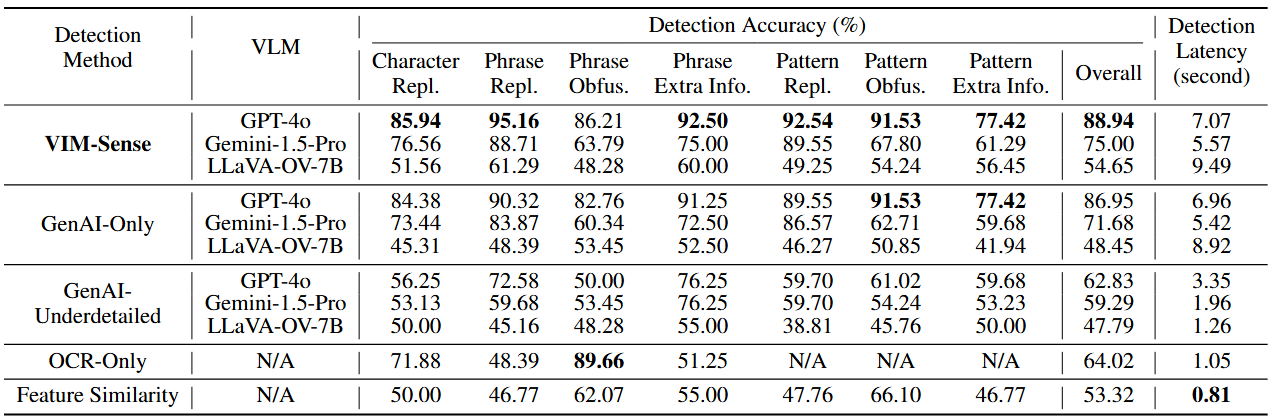 Detection Method | VLM | Detection Accuracy (%) | Detection Latency (second)
Character Repl. | Phrase Repl. | Phrase Obfus. | Phrase Extra Info. | Pattern Repl. | Pattern Obfus. | Pattern Extra Info. | Overall
VIM-Sense | GPT-4o | 85.94 | 95.16 | 86.21 | 92.50 | 92.54 | 91.53 | 77.42 | 88.94 | 7.07
Gemini-1.5-Pro | 76.56 | 88.71 | 63.79 | 75.00 | 89.55 | 67.80 | 61.29 | 75.00 | 5.57
LLaVA-OV-7B | 51.56 | 61.29 | 48.28 | 60.00 | 49.25 | 54.24 | 56.45 | 54.65 | 9.49
GenAI-Only | GPT-4o | 84.38 | 90.32 | 82.76 | 91.25 | 89.55 | 91.53 | 77.42 | 86.95 | 6.96
Gemini-1.5-Pro | 73.44 | 83.87 | 60.34 | 72.50 | 86.57 | 62.71 | 59.68 | 71.68 | 5.42
LLaVA-OV-7B | 45.31 | 48.39 | 53.45 | 52.50 | 46.27 | 50.85 | 41.94 | 48.45 | 8.92
GenAI-Underdetailed | GPT-4o | 56.25 | 72.58 | 50.00 | 76.25 | 59.70 | 61.02 | 59.68 | 62.83 | 3.35
Gemini-1.5-Pro | 53.13 | 59.68 | 53.45 | 76.25 | 59.70 | 54.24 | 53.23 | 59.29 | 1.96
LLaVA-OV-7B | 50.00 | 45.16 | 48.28 | 55.00 | 38.81 | 45.76 | 50.00 | 47.79 | 1.26
OCR-Only | N/A | 71.88 | 48.39 | 89.66 | 51.25 | N/A | N/A | N/A | 64.02 | 1.05
Feature Similarity | N/A | 50.00 | 46.77 | 62.07 | 55.00 | 47.76 | 66.10 | 46.77 | 53.32 | 0.81